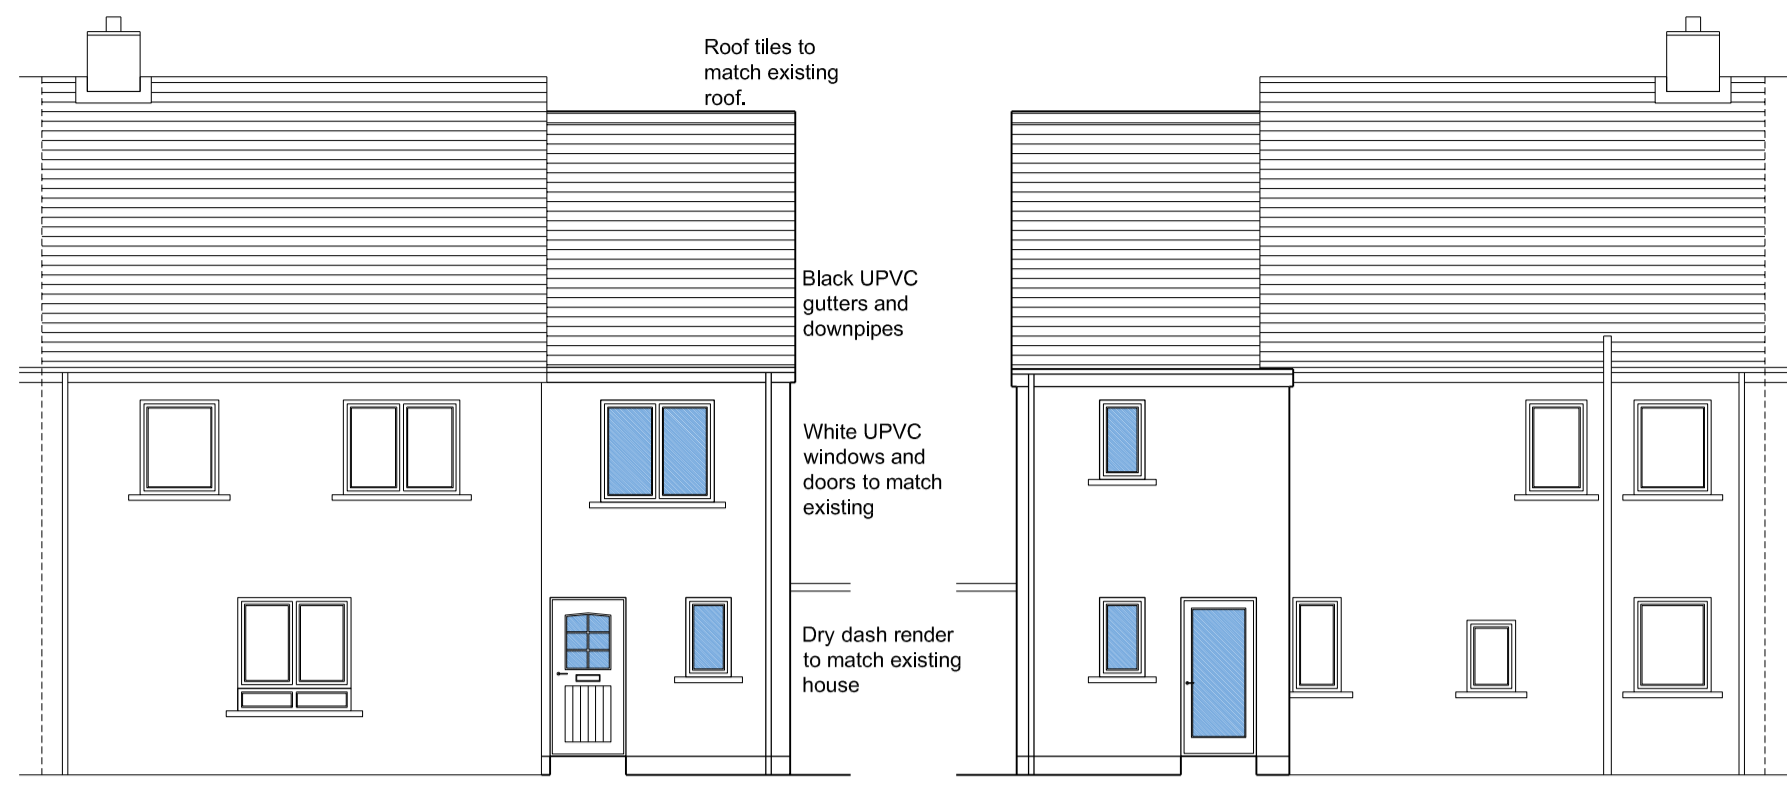 Roof tiles to
match existing
roof.
Black UPVC
gutters and
downpipes
White UPVC
windows and
doors to match
existing
Dry dash render
to match existing
house